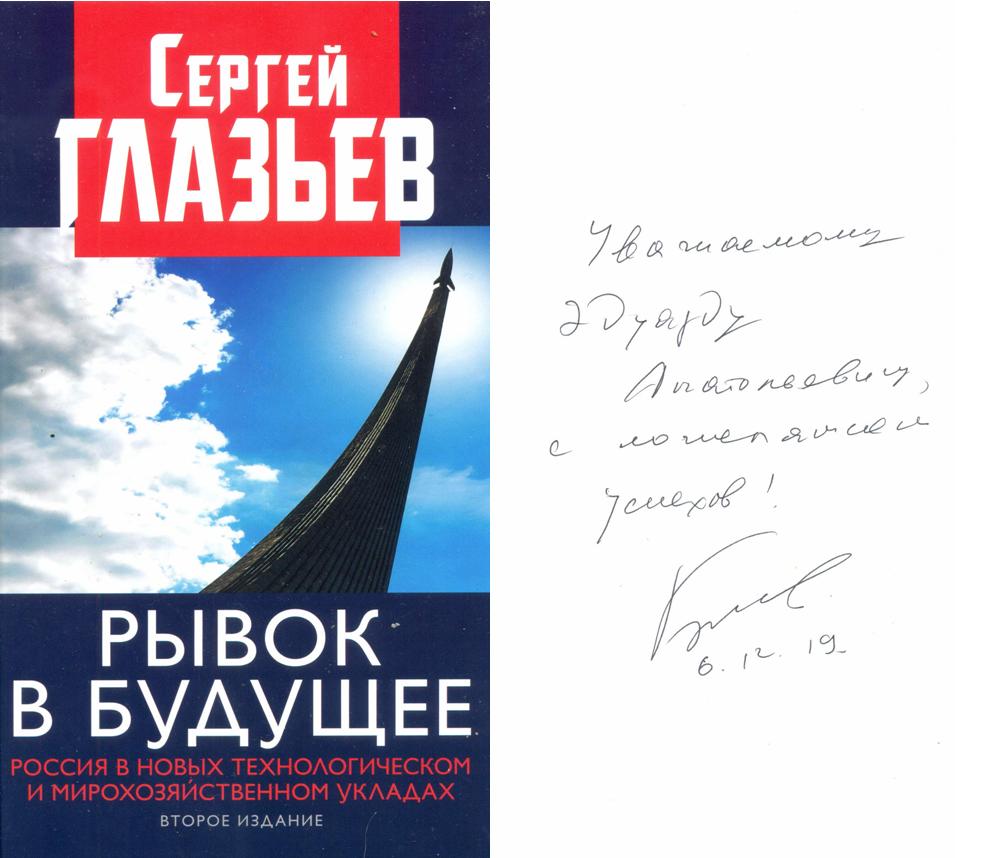 СЕРГЕЙ
ГЛАЗЬЕВ
РЫВОК
В БУДУЩЕЕ
РОССИЯ В НОВЫХ ТЕХНОЛОГИЧЕСКОМ
И МИРОХОЗЯЙСТВЕННОМ УКЛАДАХ
ВТОРОЕ ИЗДАНИЕ
Уважаемому
Эдуарду
Анатольевичу,
с пожеланием
успехов!
6.12.19